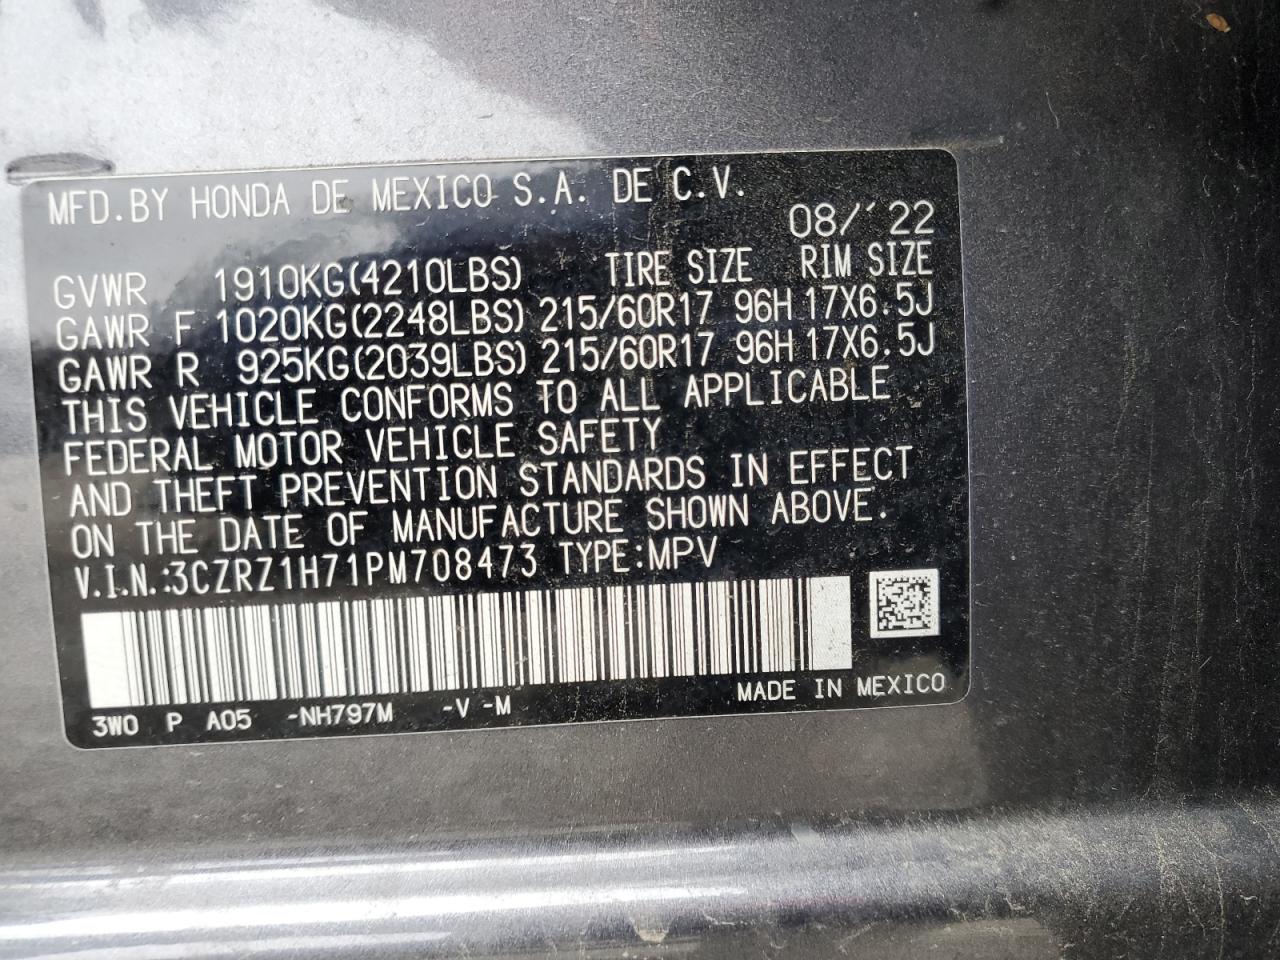 MFD.BY HONDA DE MEXICO S.A. DE C.V.
08/'22
GVWR 1910KG(4210LBS) TIRE SIZE RIM SIZE
GAWR F 1020KG(2248LBS) 215/60R17 96H 17X6.5J
GAWR R 925KG(2039LBS) 215/60R17 96H 17X6.5J
THIS VEHICLE CONFORMS TO ALL APPLICABLE
FEDERAL MOTOR VEHICLE SAFETY
AND THEFT PREVENTION STANDARDS IN EFFECT
ON THE DATE OF MANUFACTURE SHOWN ABOVE.
V.I.N.:3CZRZ1H71PM708473 TYPE:MPV
MADE IN MEXICO
3W0 P A05 -NH797M -V -M